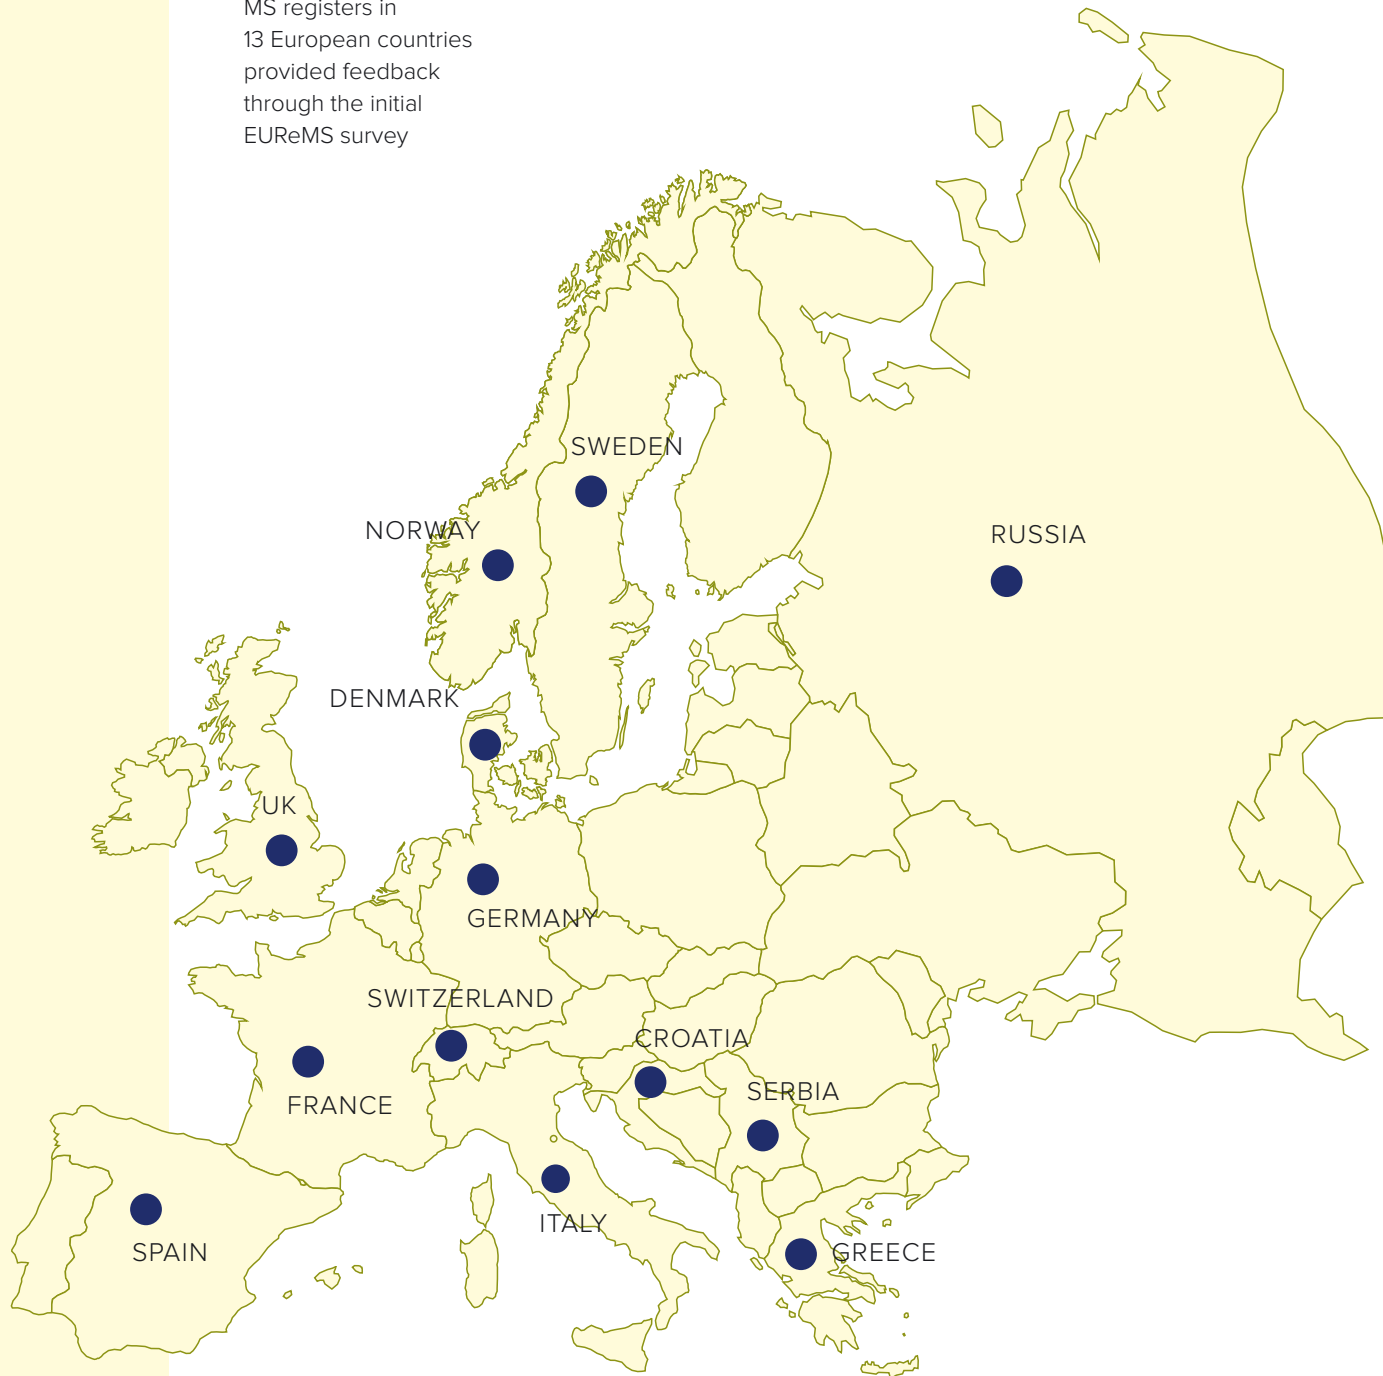 MS registers in
13 European countries
provided feedback
through the initial
EUReMS survey
SWEDEN
NORWAY
RUSSIA
DENMARK
UK
GERMANY
SWITZERLAND
CROATIA
SERBIA
FRANCE
ITALY
SPAIN
GREECE